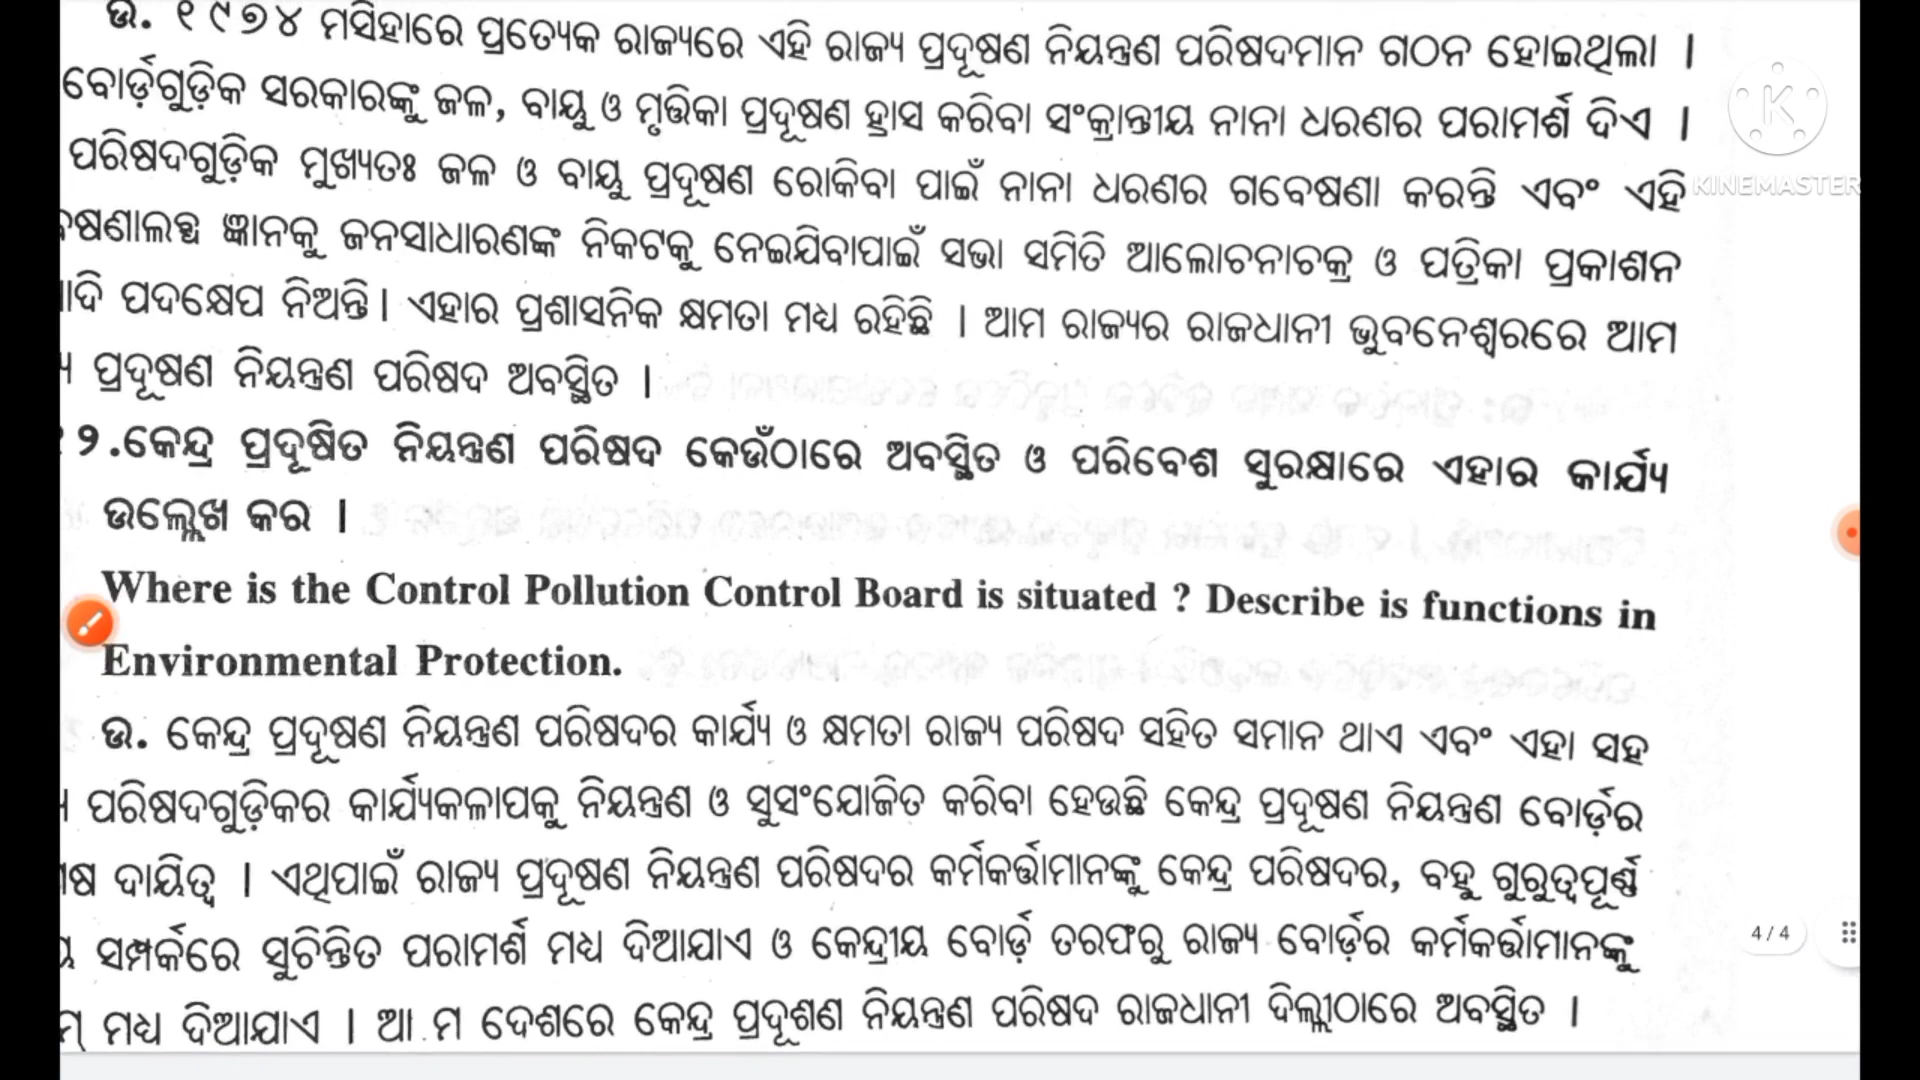 ଉ. ୧୯୭୪ ମସିହାରେ ପ୍ରତ୍ୟେକ ରାଜ୍ୟରେ ଏହି ରାଜ୍ୟ ପ୍ରଦୂଷଣ ନିୟନ୍ତ୍ରଣ ପରିଷଦମାନ ଗଠନ ହୋଇଥିଲା ।
ବୋର୍ଡ଼ଗୁଡ଼ିକ ସରକାରଙ୍କୁ ଜଳ, ବାୟୁ ଓ ମୃତ୍ତିକା ପ୍ରଦୂଷଣ ହ୍ରାସ କରିବା ସଂକ୍ରାନ୍ତୀୟ ନାନା ଧରଣର ପରାମର୍ଶ ଦିଏ ।
ପରିଷଦଗୁଡ଼ିକ ମୁଖ୍ୟତଃ ଜଳ ଓ ବାୟୁ ପ୍ରଦୂଷଣ ରୋକିବା ପାଇଁ ନାନା ଧରଣର ଗବେଷଣା କରନ୍ତି ଏବଂ ଏହି
KINEMASTER
ଜ୍ଞାନକୁ ଜନସାଧାରଣଙ୍କ ନିକଟକୁ ନେଇଯିବାପାଇଁ ସଭା ସମିତି ଆଲୋଚନାଚକ୍ର ଓ ପତ୍ରିକା ପ୍ରକାଶନ
ପଦକ୍ଷେପ ନିଅନ୍ତି । ଏହାର ପ୍ରଶାସନିକ କ୍ଷମତା ମଧ୍ୟ ରହିଛି । ଆମ ରାଜ୍ୟର ରାଜଧାନୀ ଭୁବନେଶ୍ୱରରେ ଆମ
ପ୍ରଦୂଷଣ ନିୟନ୍ତ୍ରଣ ପରିଷଦ ଅବସ୍ଥିତ ।
୨.କେନ୍ଦ୍ର ପ୍ରଦୂଷିତ ନିୟନ୍ତ୍ରଣ ପରିଷଦ କେଉଁଠାରେ ଅବସ୍ଥିତ ଓ ପରିବେଶ ସୁରକ୍ଷାରେ ଏହାର କାର୍ଯ୍ୟ
ଉଲ୍ଲେଖ କର ।
Where is the Control Pollution Control Board is situated ? Describe is functions in
Environmental Protection.
ଉ. କେନ୍ଦ୍ର ପ୍ରଦୂଷଣ ନିୟନ୍ତ୍ରଣ ପରିଷଦର କାର୍ଯ୍ୟ ଓ କ୍ଷମତା ରାଜ୍ୟ ପରିଷଦ ସହିତ ସମାନ ଥାଏ ଏବଂ ଏହା ସହ
ପରିଷଦଗୁଡ଼ିକର କାର୍ଯ୍ୟକଳାପକୁ ନିୟନ୍ତ୍ରଣ ଓ ସୁସଂଯୋଜିତ କରିବା ହେଉଛି କେନ୍ଦ୍ର ପ୍ରଦୂଷଣ ନିୟନ୍ତ୍ରଣ ବୋର୍ଡ଼ର
ଦାୟିତ୍ୱ । ଏଥିପାଇଁ ରାଜ୍ୟ ପ୍ରଦୂଷଣ ନିୟନ୍ତ୍ରଣ ପରିଷଦର କର୍ମକର୍ତ୍ତାମାନଙ୍କୁ କେନ୍ଦ୍ର ପରିଷଦର, ବହୁ ଗୁରୁତ୍ୱପୂର୍ଣ୍ଣ
ସମ୍ପର୍କରେ ସୁଚିନ୍ତିତ ପରାମର୍ଶ ମଧ୍ୟ ଦିଆଯାଏ ଓ କେନ୍ଦ୍ରୀୟ ବୋର୍ଡ଼ ତରଫରୁ ରାଜ୍ୟ ବୋର୍ଡ଼ର କର୍ମକର୍ତ୍ତାମାନଙ୍କୁ
4/4
ମଧ୍ୟ ଦିଆଯାଏ । ଆ.ମ ଦେଶରେ କେନ୍ଦ୍ର ପ୍ରଦୂଶଣ ନିୟନ୍ତ୍ରଣ ପରିଷଦ ରାଜଧାନୀ ଦିଲ୍ଲୀଠାରେ ଅବସ୍ଥିତ ।